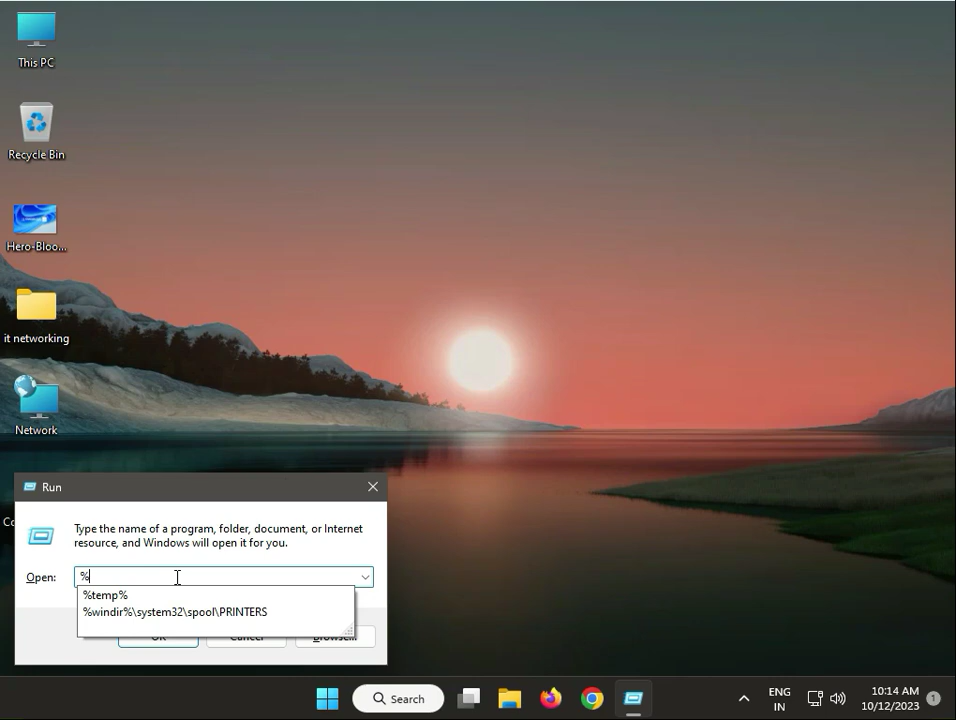 This PC
Recycle Bin
Hero-Bloo...
it networking
Network
Run
Type the name of a program, folder, document, or Internet
resource, and Windows will open it for you.
Open:
%
%temp%
%windir%\system32\spool\PRINTERS
OK
Cancel
Browse...
Search
ENG
IN
10:14 AM
10/12/2023
1